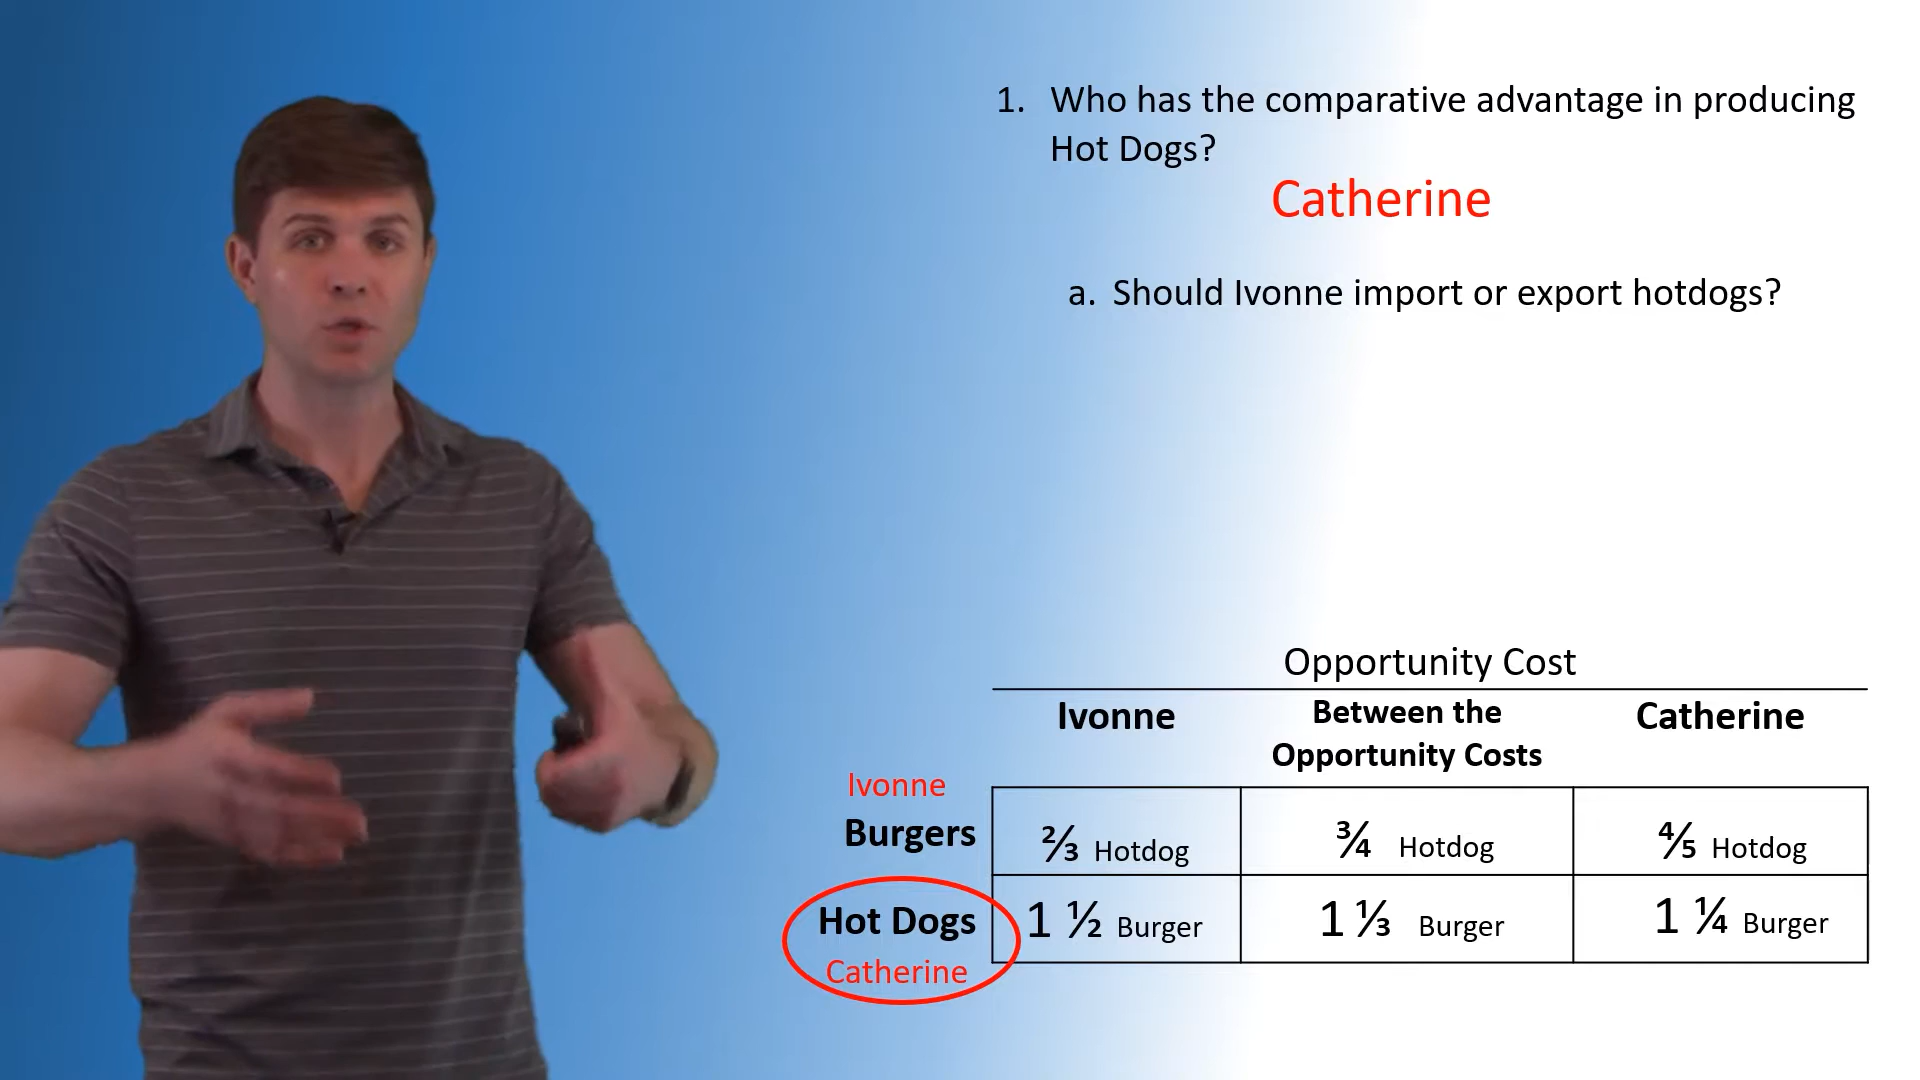 1. Who has the comparative advantage in producing
Hot Dogs?
Catherine
a. Should Ivonne import or export hotdogs?
Opportunity Cost
Ivonne
Between the
Opportunity Costs
Catherine
Ivonne
Burgers
⅔ Hotdog
¾ Hotdog
⅘ Hotdog
Hot Dogs
Catherine
1 ½ Burger
1 ⅓ Burger
1 ¼ Burger